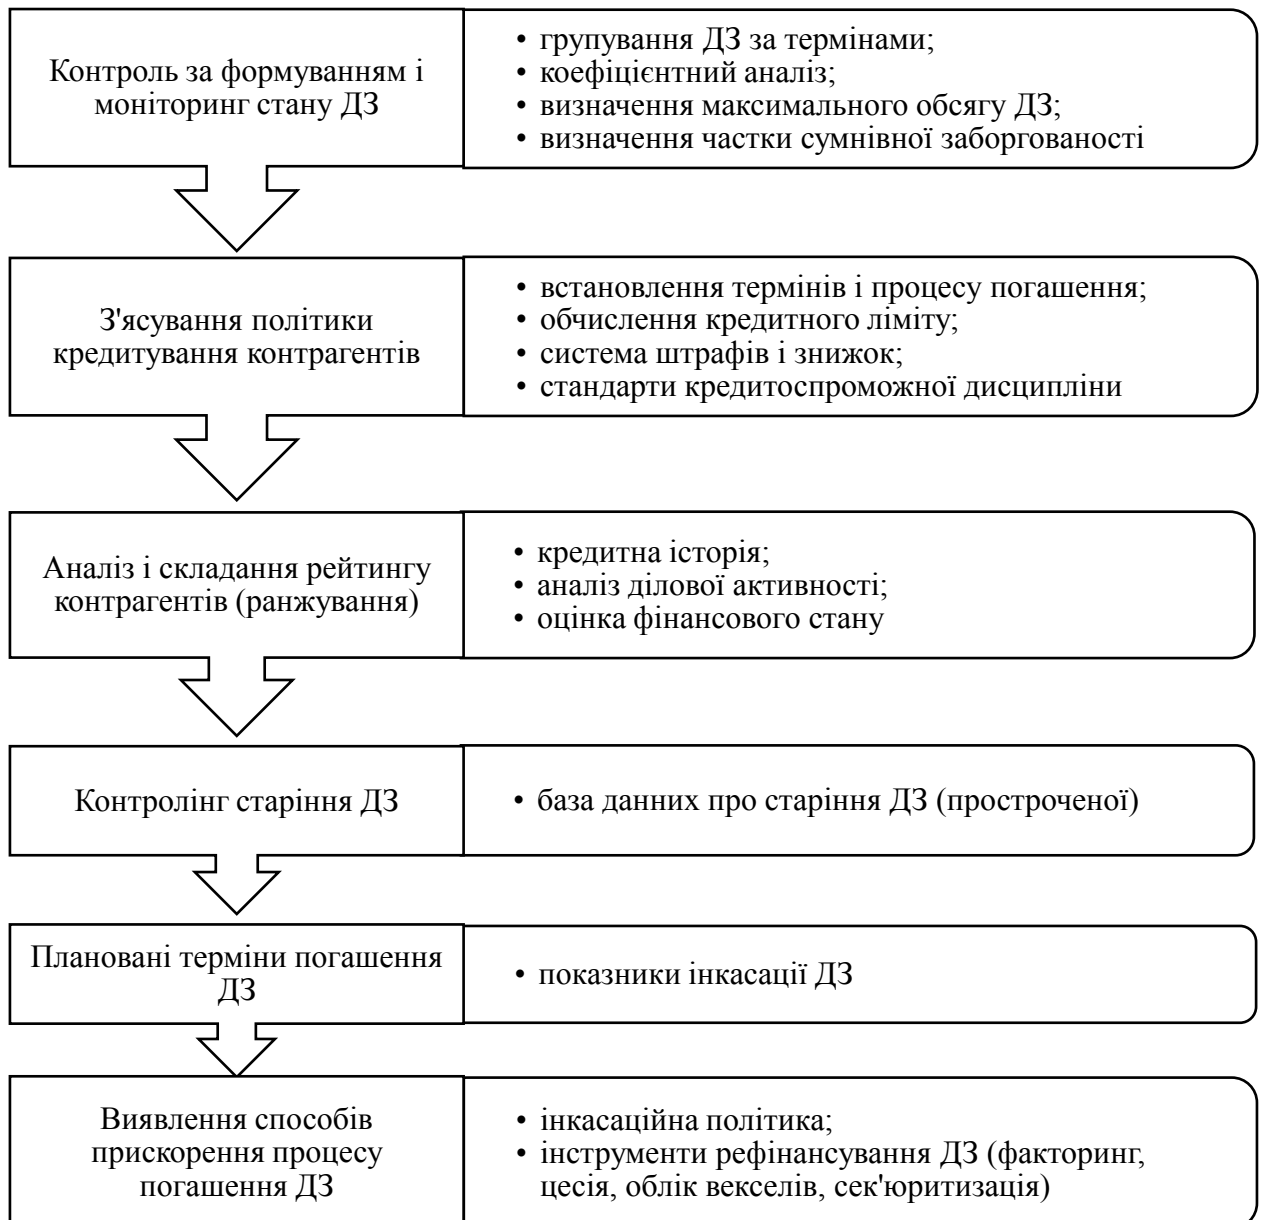 Контроль за формуванням і
моніторинг стану ДЗ
• групування ДЗ за термінами;
• коефіцієнтний аналіз;
• визначення максимального обсягу ДЗ;
• визначення частки сумнівної заборгованості
З'ясування політики
кредитування контрагентів
• встановлення термінів і процесу погашення;
• обчислення кредитного ліміту;
• система штрафів і знижок;
• стандарти кредитоспроможної дисципліни
Аналіз і складання рейтингу
контрагентів (ранжування)
• кредитна історія;
• аналіз ділової активності;
• оцінка фінансового стану
Контролінг старіння ДЗ
• база данних про старіння ДЗ (простроченої)
Плановані терміни погашення
ДЗ
• показники інкасації ДЗ
Виявлення способів
прискорення процесу
погашення ДЗ
• інкасаційна політика;
• інструменти рефінансування ДЗ (факторинг,
цесія, облік векселів, сек'юритизація)